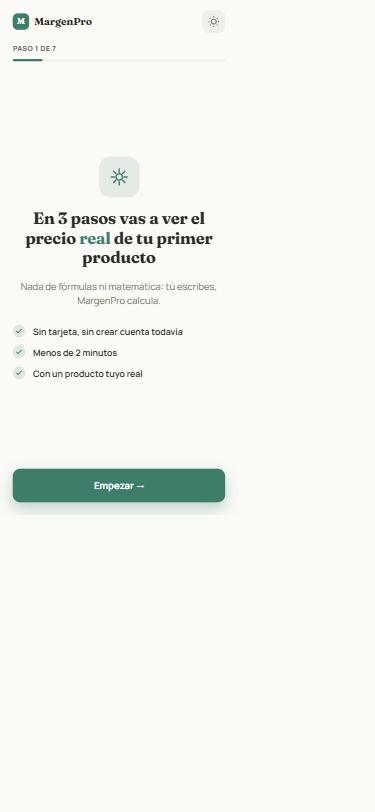 M MargenPro
PASO 1 DE 7
En 3 pasos vas a ver el
precio real de tu primer
producto
Nada de fórmulas ni matemática: tú escribes,
MargenPro calcula.
Sin tarjeta, sin crear cuenta todavía
Menos de 2 minutos
Con un producto tuyo real
Empezar →